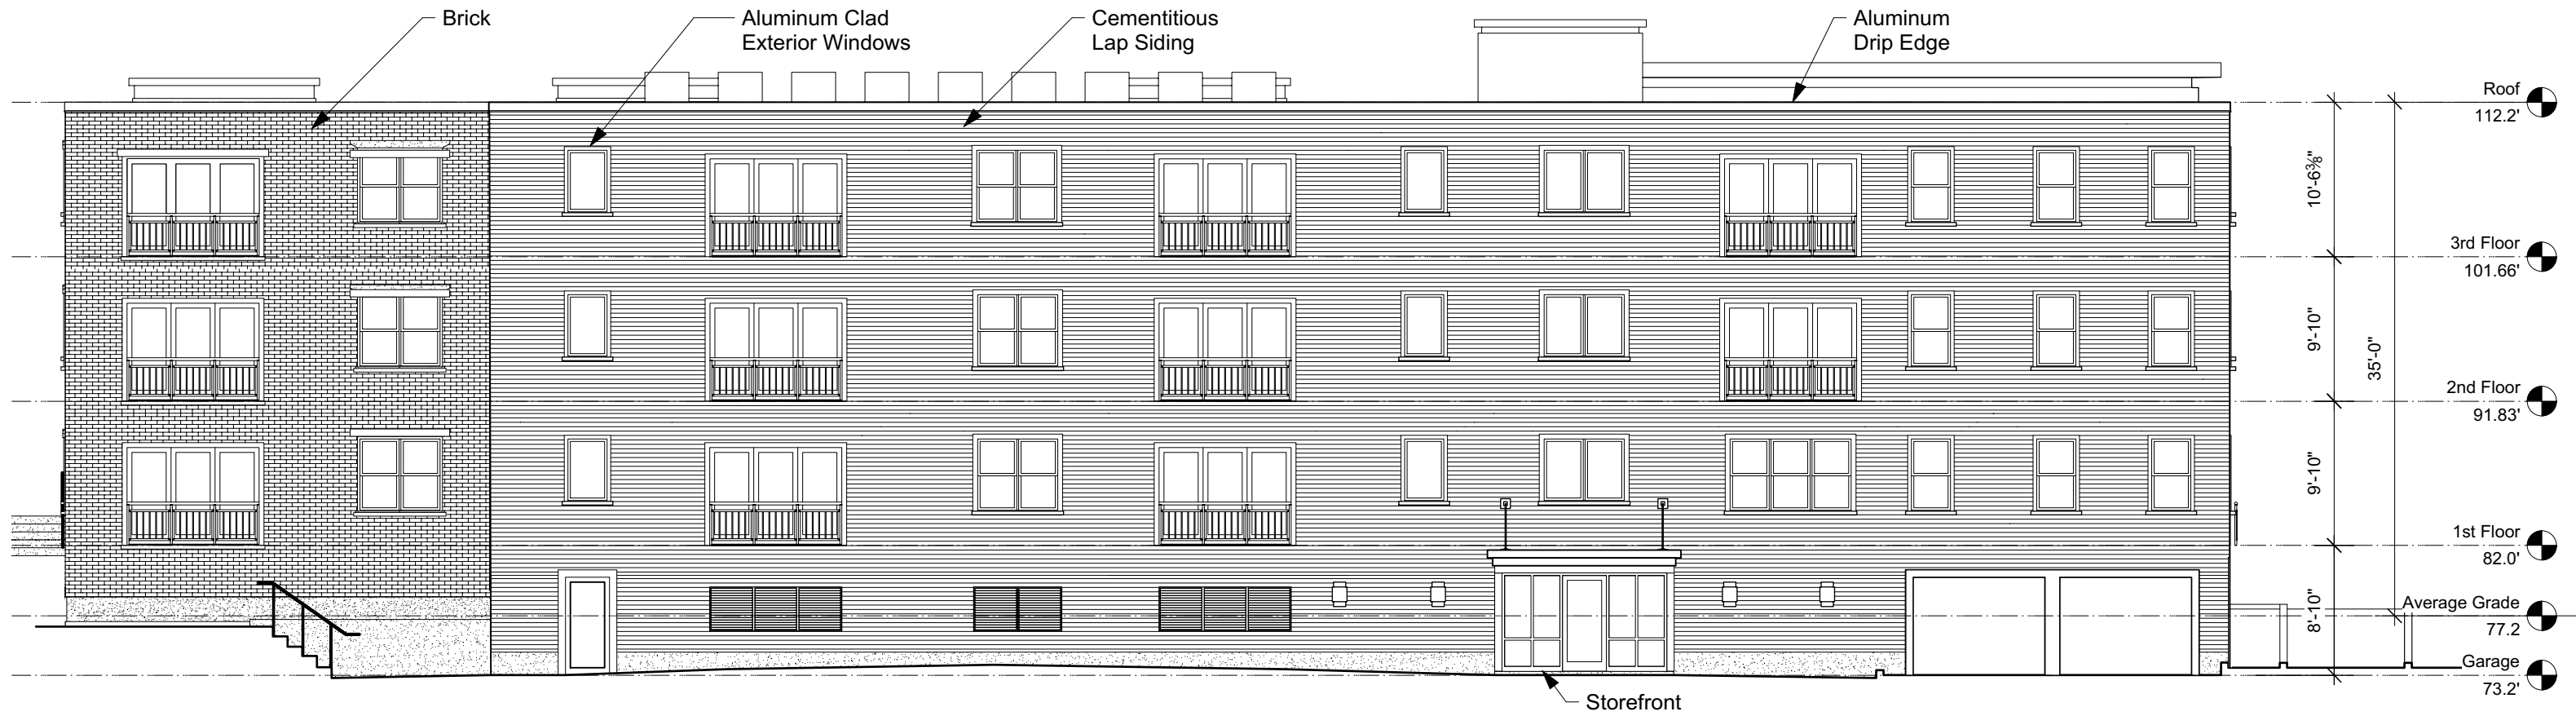 Brick
Aluminum Clad
Exterior Windows
Cementitious
Lap Siding
Aluminum
Drip Edge
Roof
112.2'
10'-6⅜"
3rd Floor
101.66'
9'-10"
35'-0"
2nd Floor
91.83'
9'-10"
1st Floor
82.0'
8'-10"
Average Grade
77.2
Garage
73.2'
Storefront